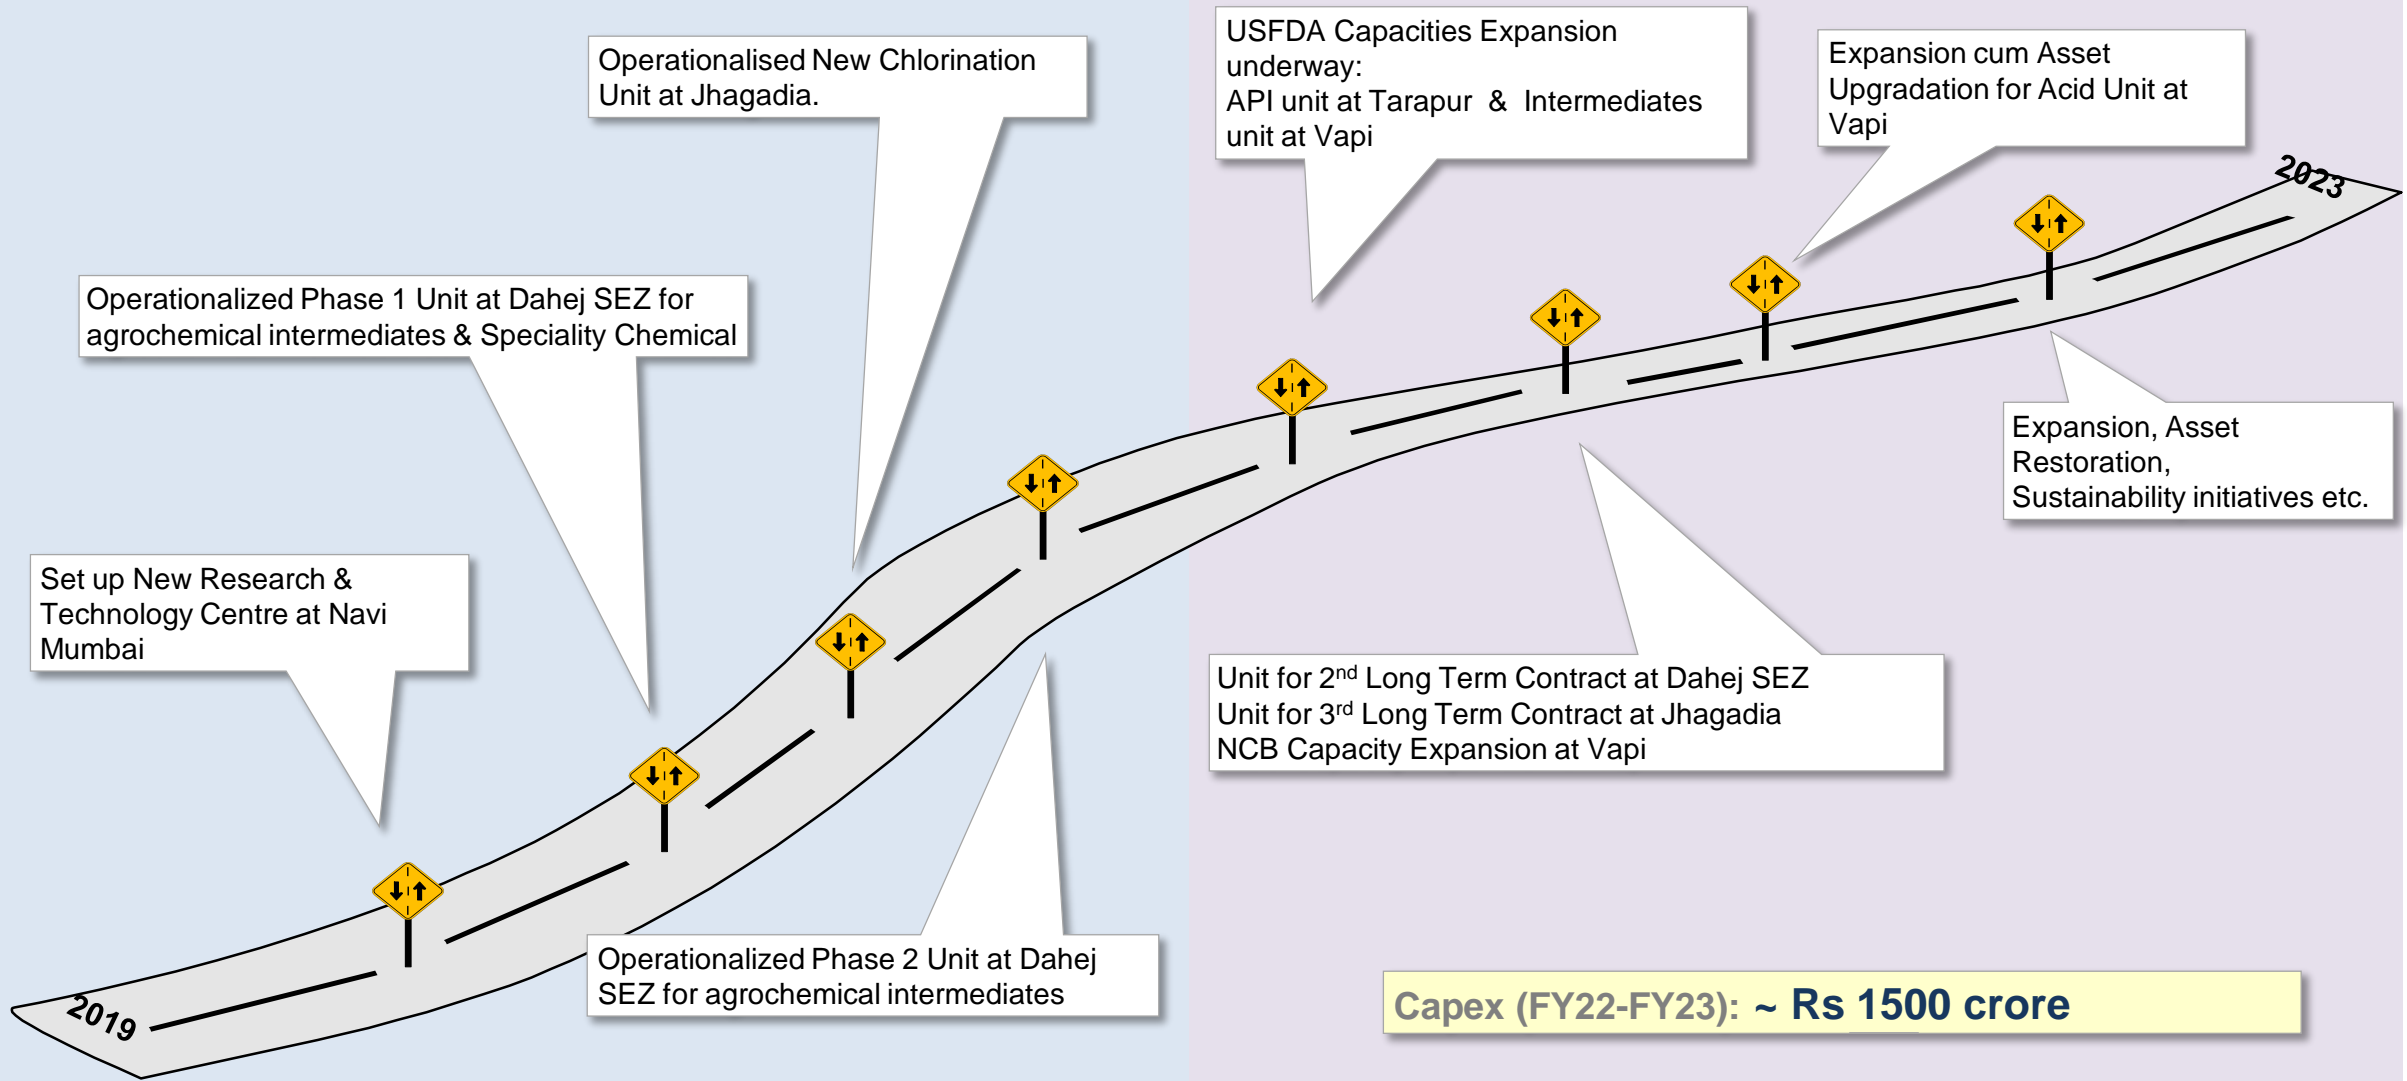 Operationalised New Chlorination
Unit at Jhagadia.
USFDA Capacities Expansion
underway:
API unit at Tarapur & Intermediates
unit at Vapi
Expansion cum Asset
Upgradation for Acid Unit at
Vapi
2023
Operationalized Phase 1 Unit at Dahej SEZ for
agrochemical intermediates & Speciality Chemical
Expansion, Asset
Restoration,
Sustainability initiatives etc.
Set up New Research &
Technology Centre at Navi
Mumbai
Unit for 2nd Long Term Contract at Dahej SEZ
Unit for 3rd Long Term Contract at Jhagadia
NCB Capacity Expansion at Vapi
Operationalized Phase 2 Unit at Dahej
SEZ for agrochemical intermediates
2019
Capex (FY22-FY23): ~ Rs 1500 crore